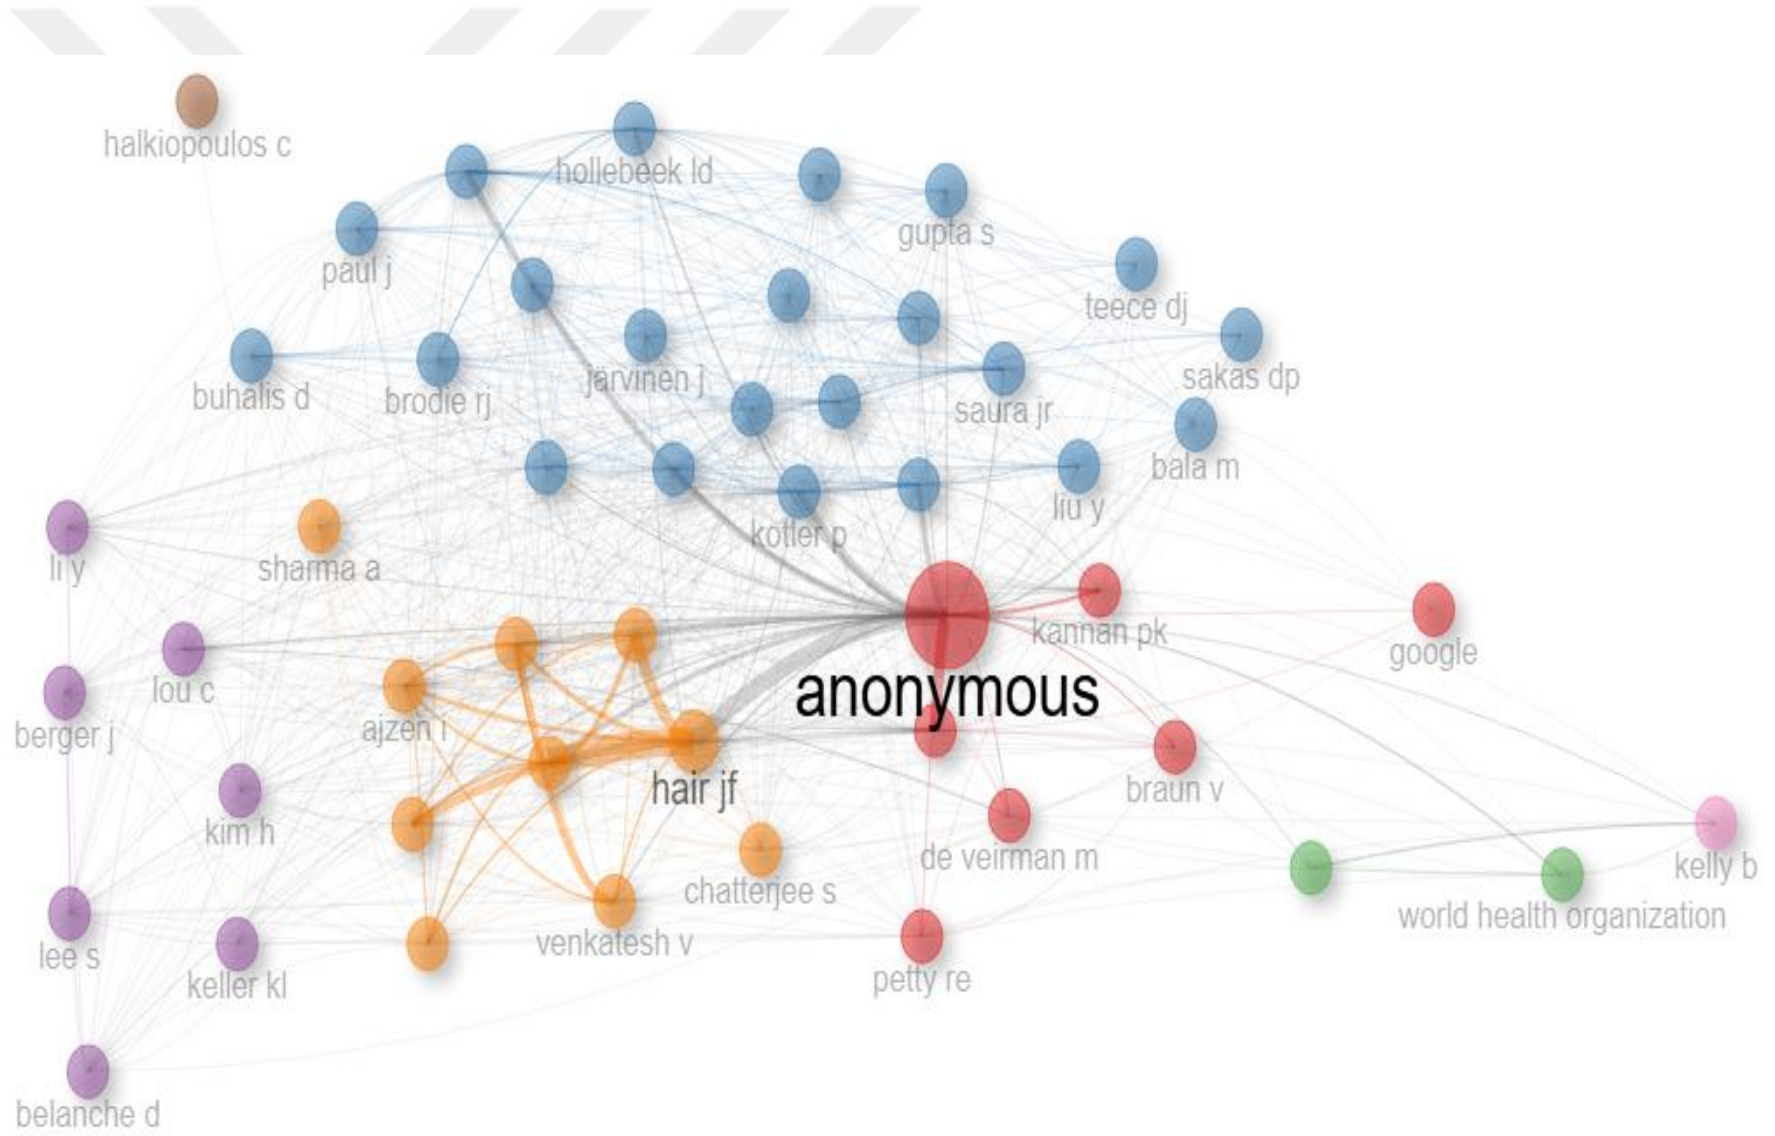 halkiopoulos c
hollebeek ld
gupta s
paul j
teece dj
sakas dp
buhalis d
brodie rj
järvinen j
saura jr
bala m
liu y
kotler p
li y
sharma a
kannan pk
google
lou c
anonymous
berger j
ajzen i
hair jf
braun v
kim h
de veirman m
kelly b
chatterjee s
world health organization
venkatesh v
lee s
keller kl
petty re
belanche d